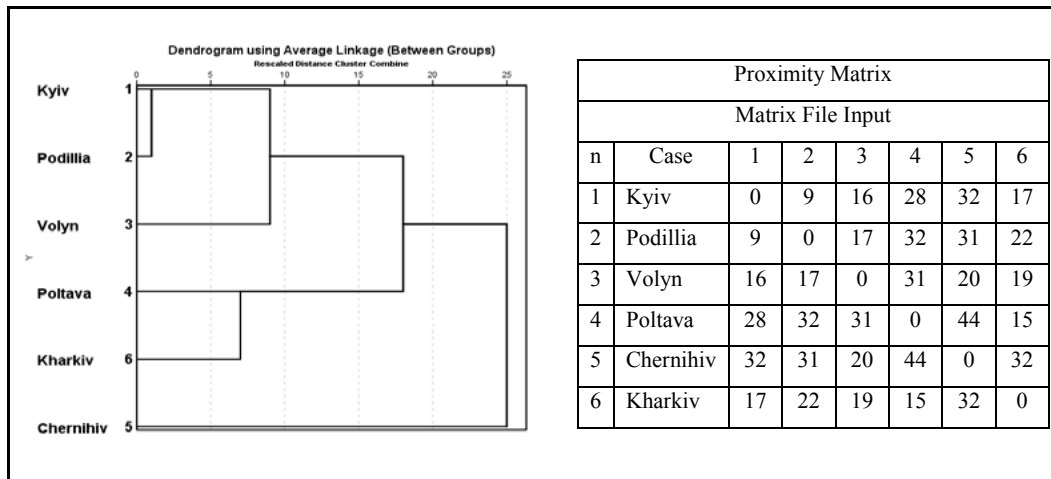 Dendrogram using Average Linkage (Between Groups)
Rescaled Distance Cluster Combine
0 5 10 15 20 25
Kyiv 1
Podillia 2
Volyn 3
Y
Poltava 4
Kharkiv 6
Chernihiv 5
Proximity Matrix
Matrix File Input
n Case 1 2 3 4 5 6
1 Kyiv 0 9 16 28 32 17
2 Podillia 9 0 17 32 31 22
3 Volyn 16 17 0 31 20 19
4 Poltava 28 32 31 0 44 15
5 Chernihiv 32 31 20 44 0 32
6 Kharkiv 17 22 19 15 32 0